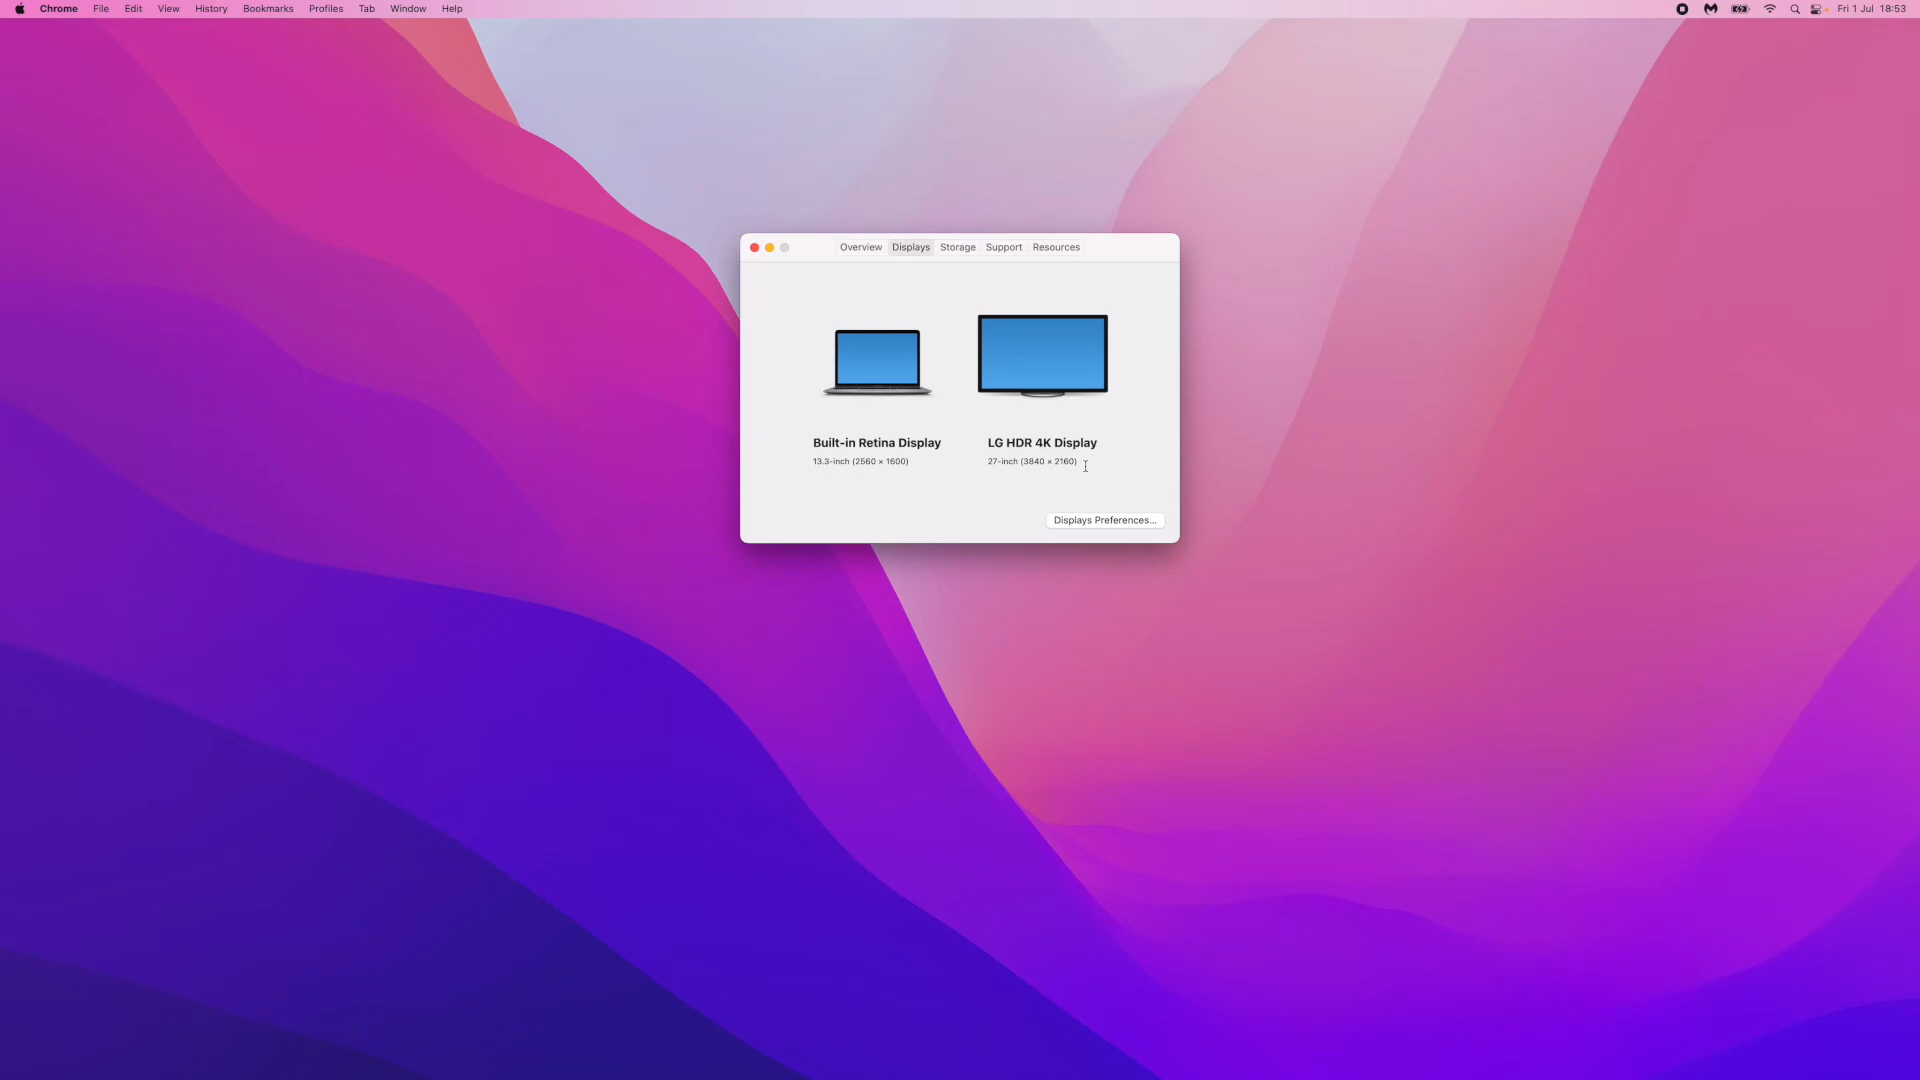 Chrome File Edit View History Bookmarks Profiles Tab Window Help Fri 1 Jul 18:53
Overview Displays Storage Support Resources
Built-in Retina Display LG HDR 4K Display
13.3-inch (2560 × 1600) 27-inch (3840 × 2160)
Displays Preferences...